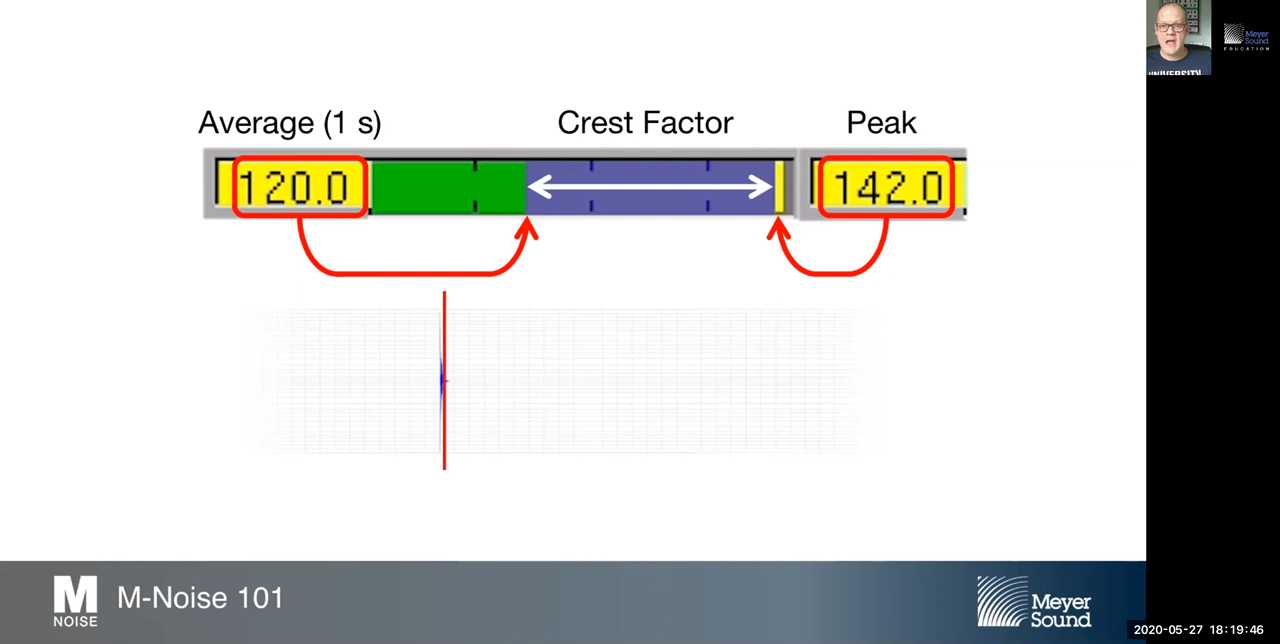 Average (1 s)
Crest Factor
Peak
120.0
142.0
Meyer
Sound
EDUCATION
UNIVERSITY
M
NOISE
M-Noise 101
Meyer
Sound
2020-05-27 18:19:46